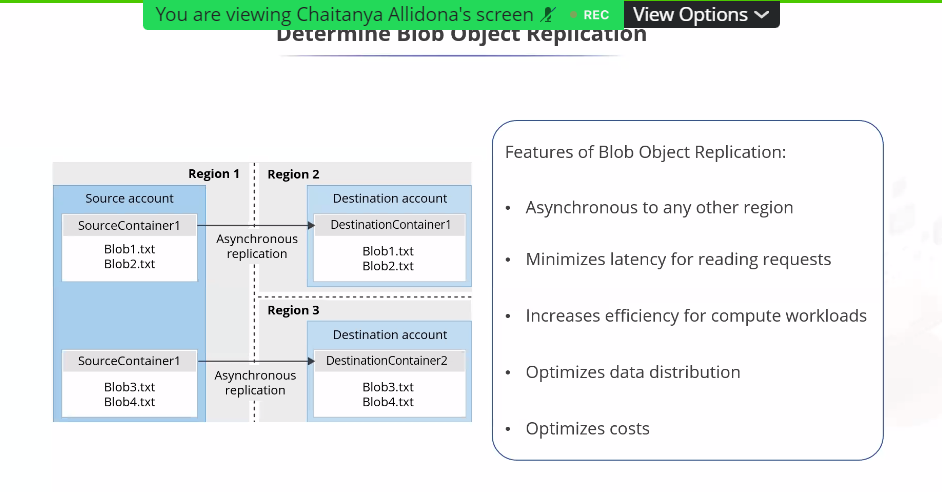 You are viewing Chaitanya Allidona's screen
REC
View Options
Determine Blob Object Replication
Region 1
Region 2
Source account
Destination account
SourceContainer1
DestinationContainer1
Blob1.txt
Blob2.txt
Asynchronous
replication
Blob1.txt
Blob2.txt
Region 3
Destination account
SourceContainer1
DestinationContainer2
Blob3.txt
Blob4.txt
Asynchronous
replication
Blob3.txt
Blob4.txt
Features of Blob Object Replication:
• Asynchronous to any other region
• Minimizes latency for reading requests
• Increases efficiency for compute workloads
• Optimizes data distribution
• Optimizes costs